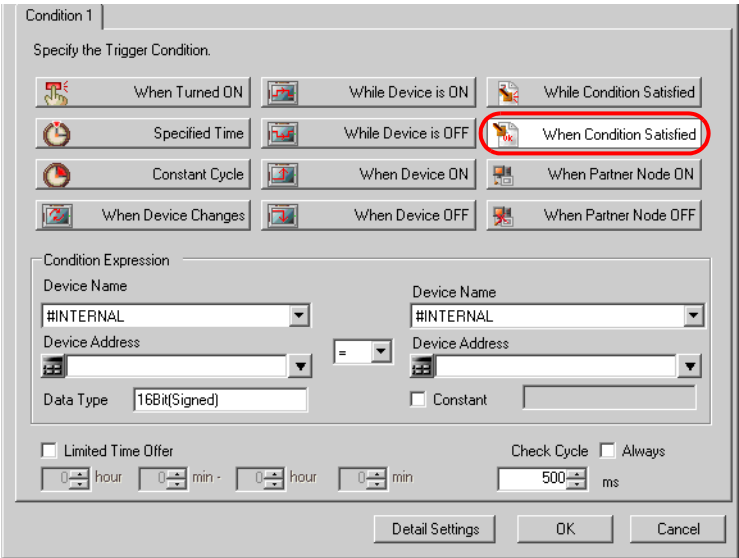 Condition 1
Specify the Trigger Condition.
When Turned ON While Device is ON While Condition Satisfied
Specified Time While Device is OFF When Condition Satisfied
Constant Cycle When Device ON When Partner Node ON
When Device Changes When Device OFF When Partner Node OFF
Condition Expression
Device Name Device Name
#INTERNAL #INTERNAL
Device Address = Device Address
Data Type 16Bit(Signed) Constant
Limited Time Offer Check Cycle Always
0 hour 0 min - 0 hour 0 min 500 ms
Detail Settings OK Cancel